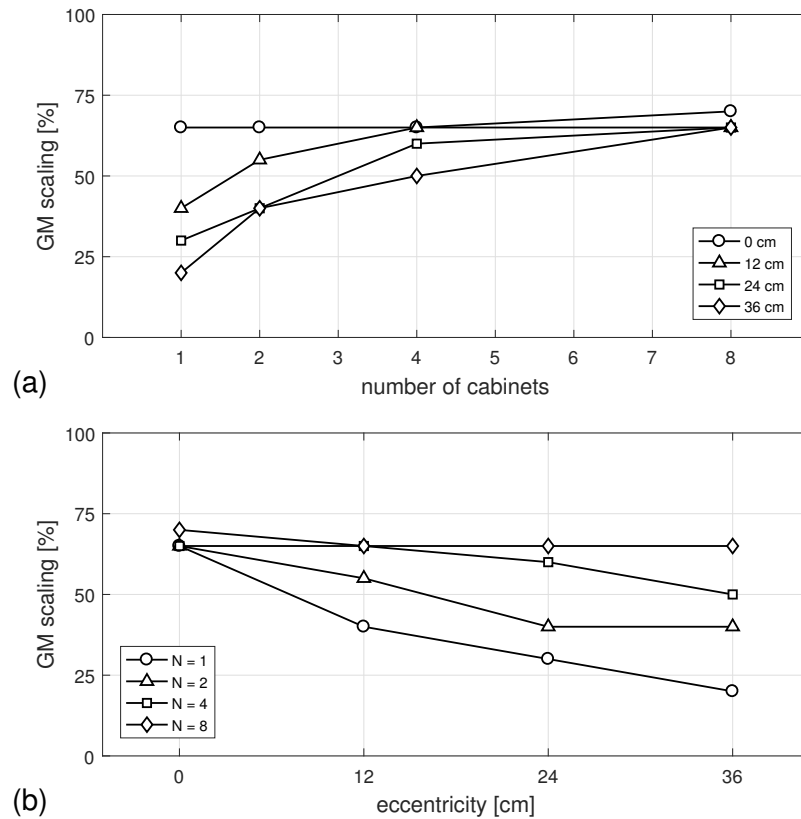 100
75
50
25
0
GM scaling [%]
0 cm
12 cm
24 cm
36 cm
1 2 3 4 5 6 7 8
number of cabinets
(a)
100
75
50
25
0
GM scaling [%]
N = 1
N = 2
N = 4
N = 8
0 12 24 36
eccentricity [cm]
(b)